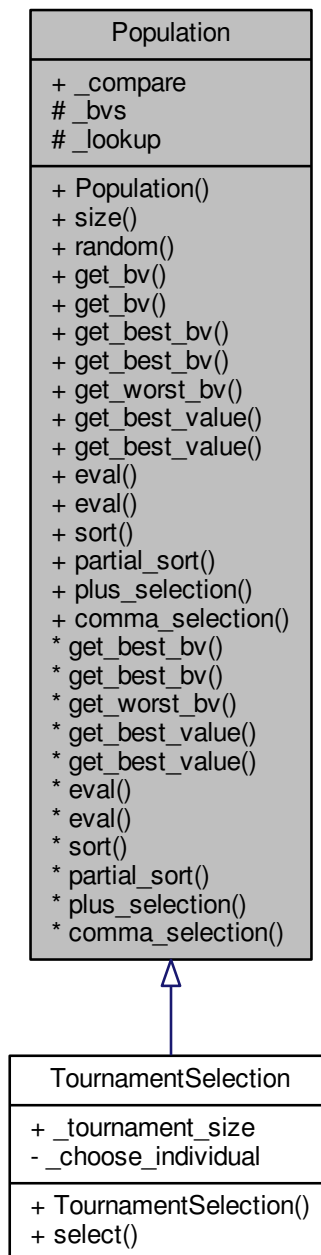 Population
+ _compare
# _bvs
# _lookup
+ Population()
+ size()
+ random()
+ get_bv()
+ get_bv()
+ get_best_bv()
+ get_best_bv()
+ get_worst_bv()
+ get_best_value()
+ get_best_value()
+ eval()
+ eval()
+ sort()
+ partial_sort()
+ plus_selection()
+ comma_selection()
* get_best_bv()
* get_best_bv()
* get_worst_bv()
* get_best_value()
* get_best_value()
* eval()
* eval()
* sort()
* partial_sort()
* plus_selection()
* comma_selection()
TournamentSelection
+ _tournament_size
- _choose_individual
+ TournamentSelection()
+ select()